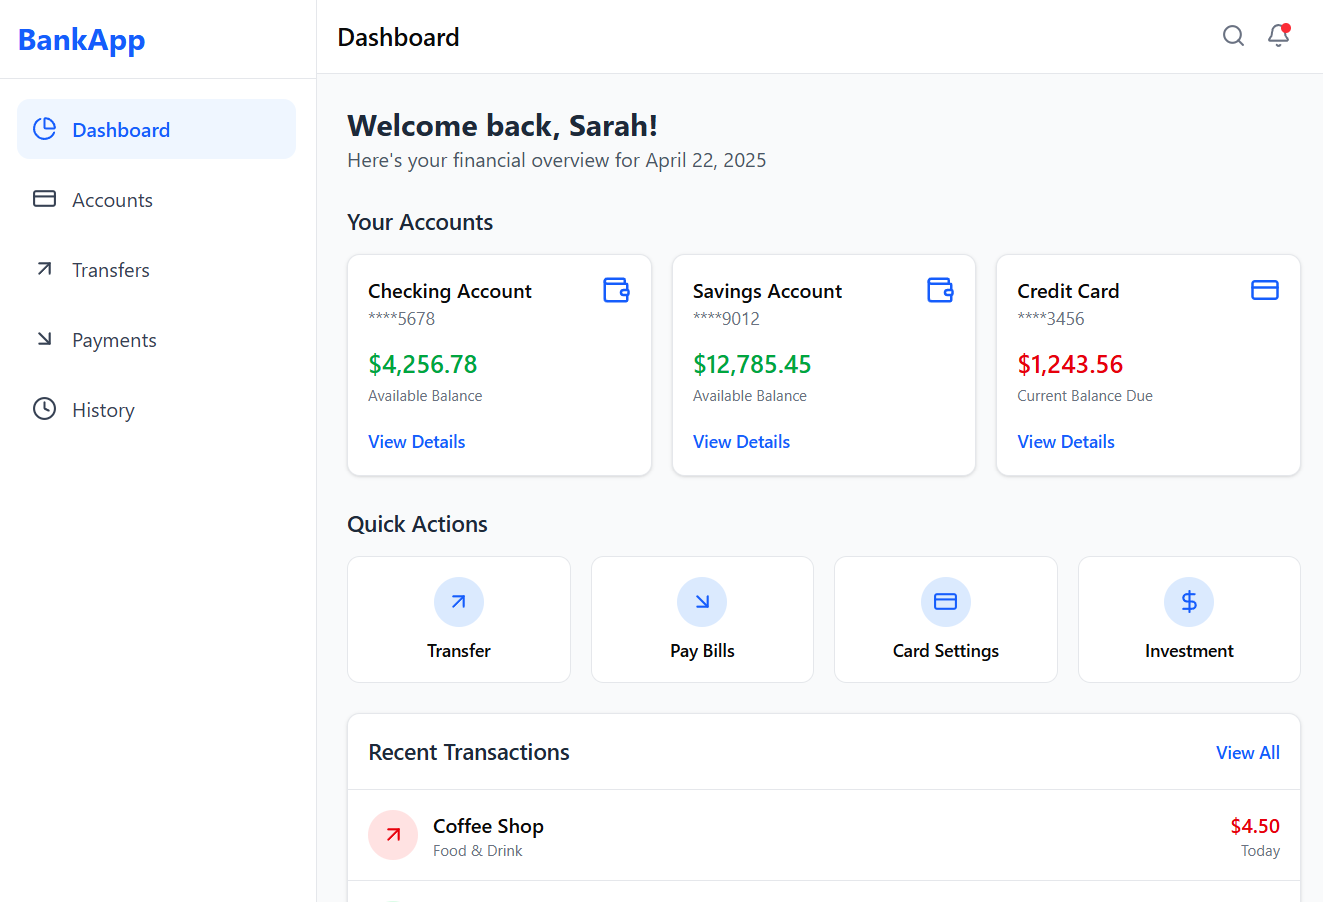 BankApp
Dashboard
Accounts
Transfers
Payments
History
Dashboard
Welcome back, Sarah!
Here's your financial overview for April 22, 2025
Your Accounts
Checking Account
****5678
$4,256.78
Available Balance
View Details
Savings Account
****9012
$12,785.45
Available Balance
View Details
Credit Card
****3456
$1,243.56
Current Balance Due
View Details
Quick Actions
Transfer
Pay Bills
Card Settings
Investment
Recent Transactions
View All
Coffee Shop
$4.50
Food & Drink
Today